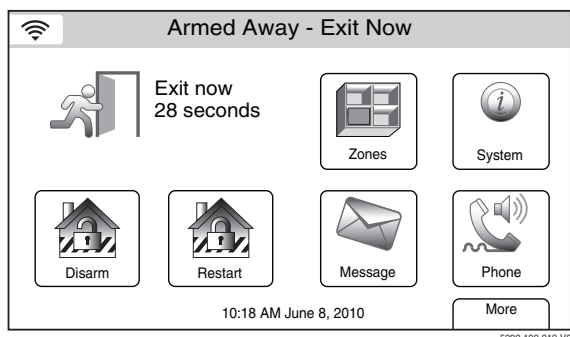 Armed Away - Exit Now
Exit now
28 seconds
Zones
System
Disarm
Restart
Message
Phone
10:18 AM June 8, 2010
More